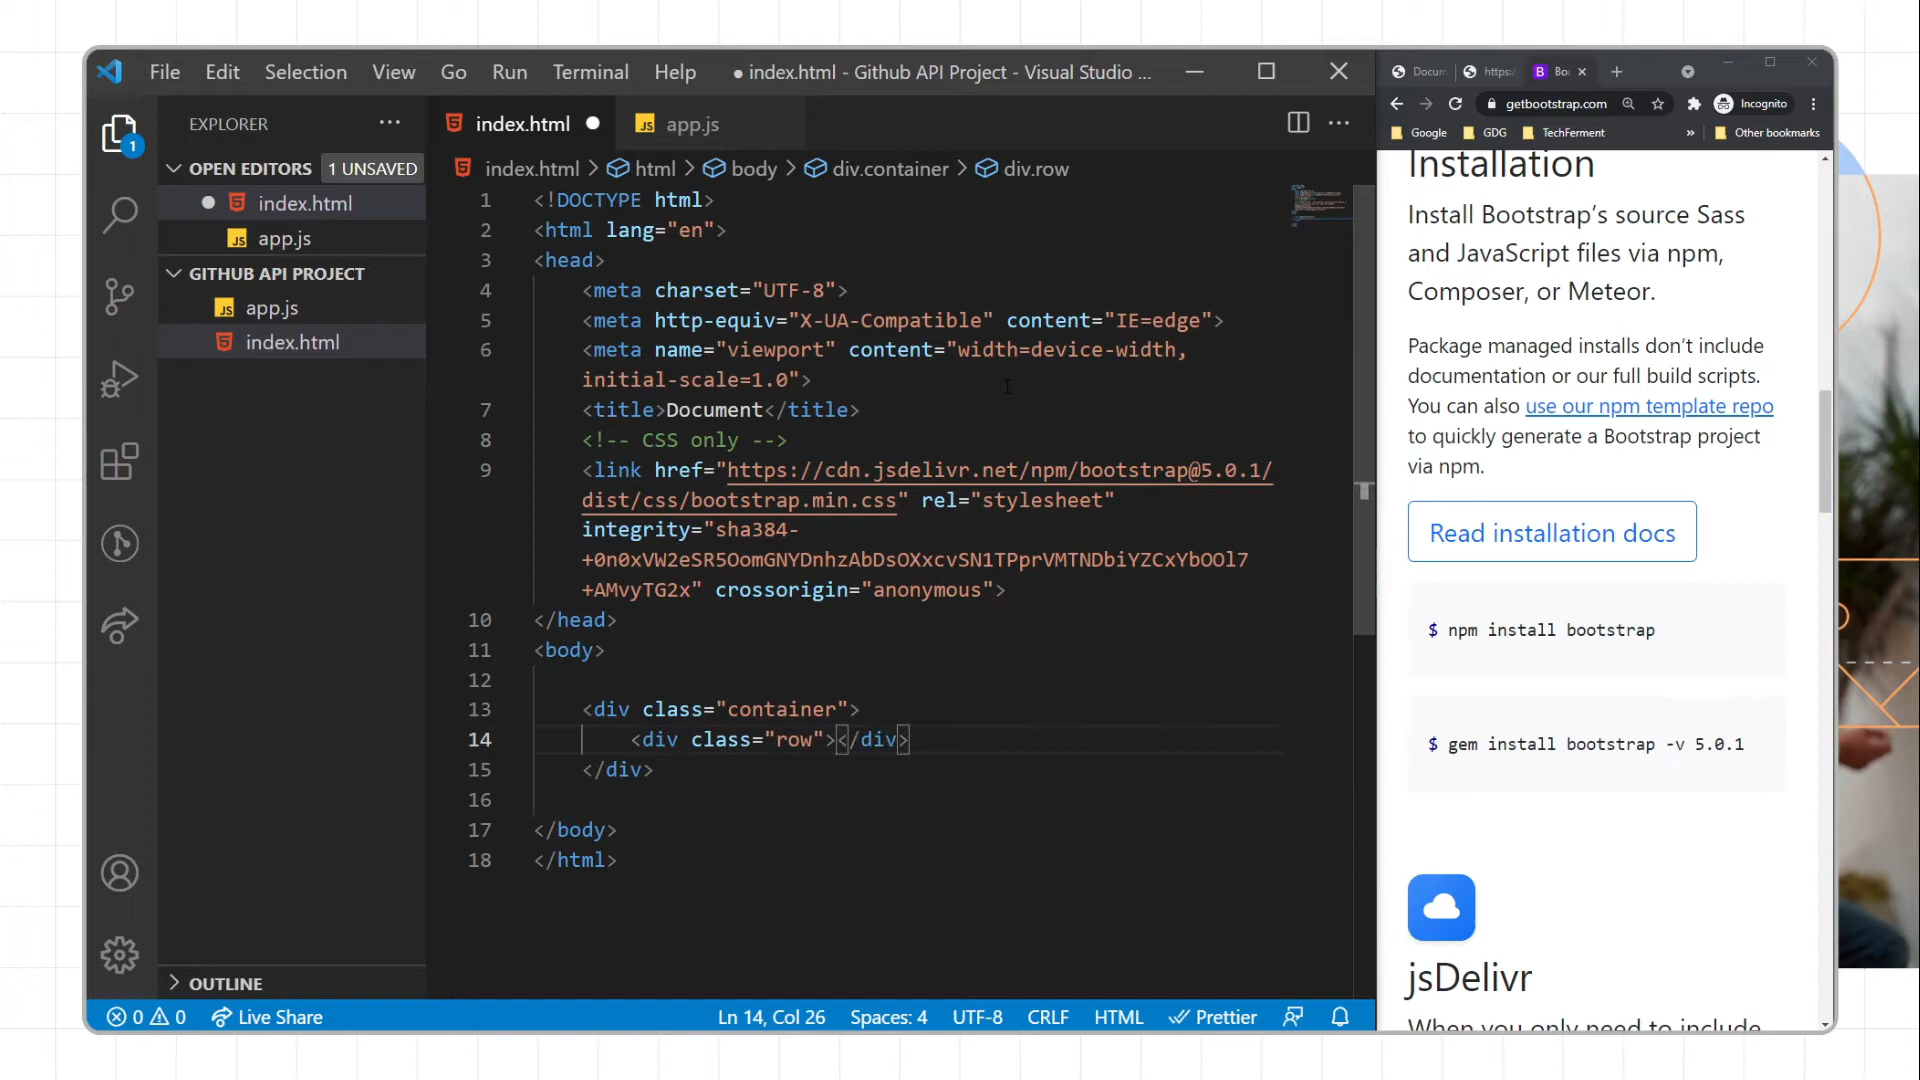 File Edit Selection View Go Run Terminal Help ● index.html - Github API Project - Visual Studio ...
EXPLORER ...
OPEN EDITORS 1 UNSAVED
index.html
app.js
GITHUB API PROJECT
app.js
index.html
OUTLINE
1
index.html app.js
index.html > html > body > div.container > div.row
1 <!DOCTYPE html>
2 <html lang="en">
3 <head>
4 <meta charset="UTF-8">
5 <meta http-equiv="X-UA-Compatible" content="IE=edge">
6 <meta name="viewport" content="width=device-width,
initial-scale=1.0">
7 <title>Document</title>
8 <!-- CSS only -->
9 <link href="https://cdn.jsdelivr.net/npm/bootstrap@5.0.1/
dist/css/bootstrap.min.css" rel="stylesheet"
integrity="sha384-
+0n0xVW2eSR5OomGNYDnhzAbDsOXxcvSN1TPprVMTNDbiYZCxYbOOl7
+AMvyTG2x" crossorigin="anonymous">
10 </head>
11 <body>
12
13 <div class="container">
14 <div class="row"></div>
15 </div>
16
17 </body>
18 </html>
0 0 Live Share Ln 14, Col 26 Spaces: 4 UTF-8 CRLF HTML Prettier
Docum https:/ B Bo
getbootstrap.com Incognito
Google GDG TechFerment » Other bookmarks
Installation
Install Bootstrap’s source Sass
and JavaScript files via npm,
Composer, or Meteor.
Package managed installs don’t include
documentation or our full build scripts.
You can also use our npm template repo
to quickly generate a Bootstrap project
via npm.
Read installation docs
$ npm install bootstrap
$ gem install bootstrap -v 5.0.1
jsDelivr
When you only need to include